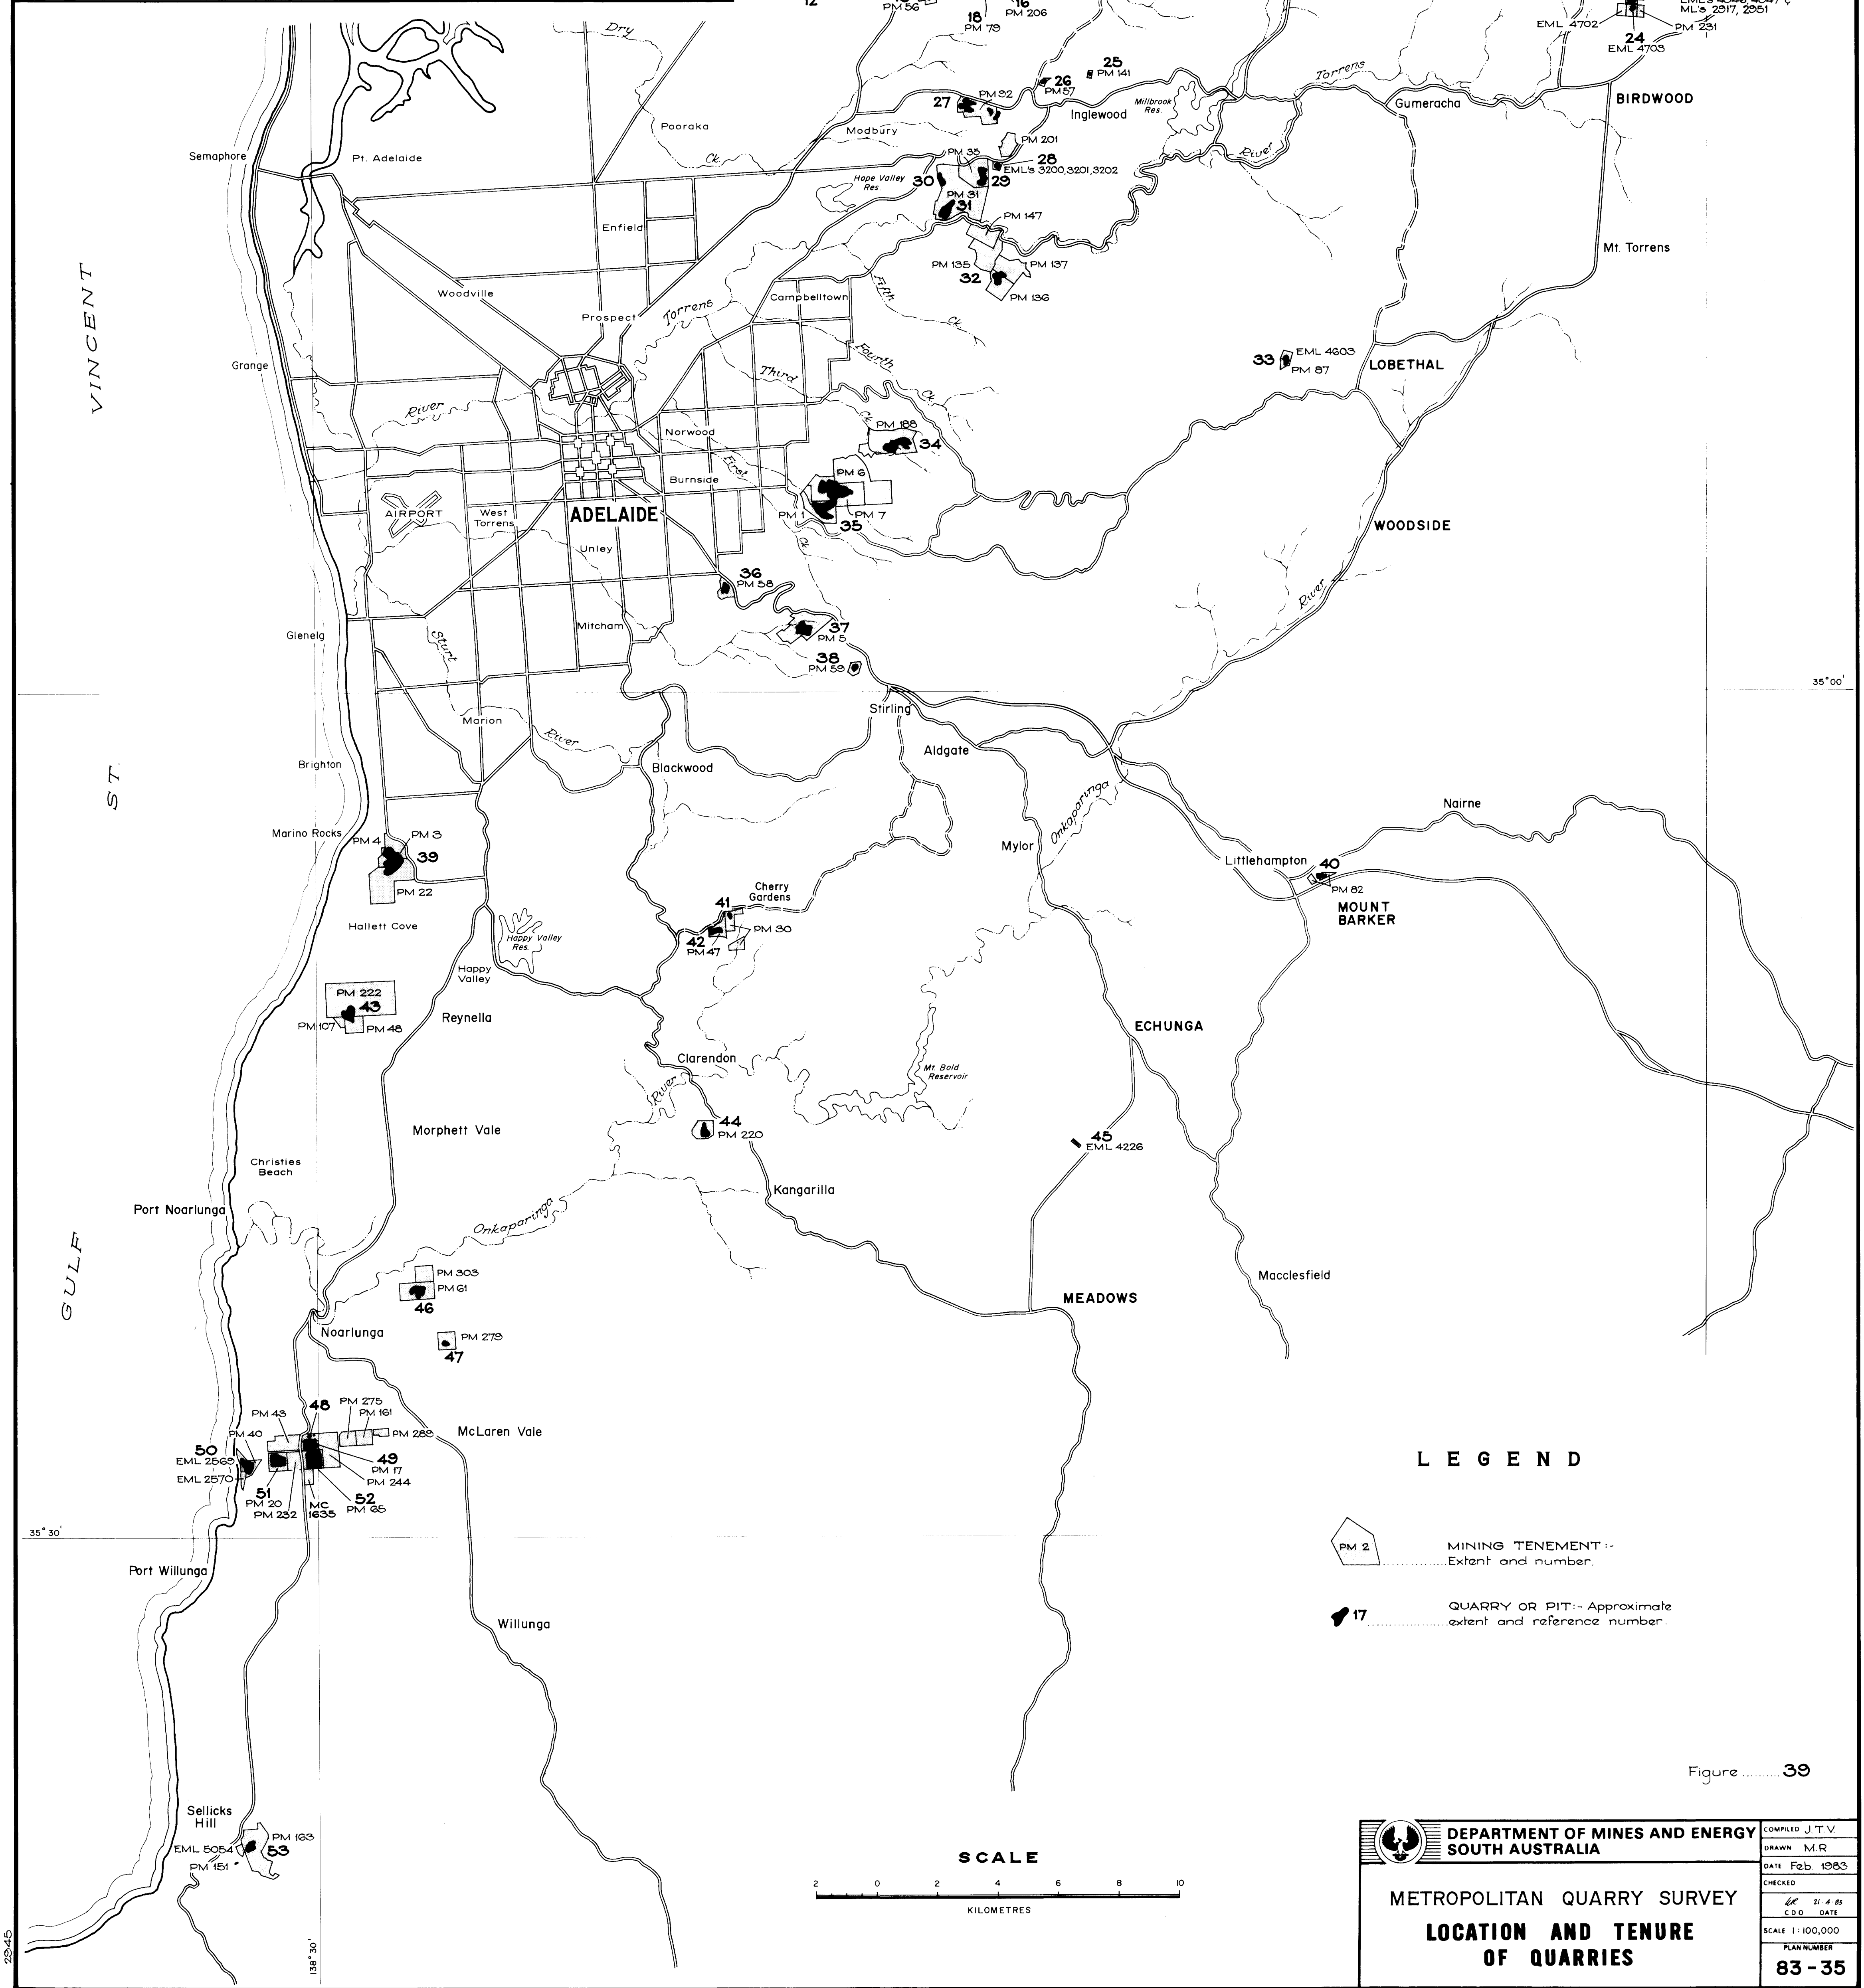 12
PM 56
18
PM 79
16
PM 206
ML's 2917, 2951
EML 4702
PM 231
24
EML 4703
Dry
Pooraka
Ck.
Modbury
27
PM 92
26
PM 57
25
PM 141
Inglewood
Millbrook
Res.
Torrens
Gumeracha
BIRDWOOD
River
Semaphore
Pt. Adelaide
PM 201
PM 35
28
EML's 3200, 3201, 3202
Hope Valley
Res.
30
29
PM 31
31
PM 147
Enfield
PM 135
PM 137
32
PM 136
Mt. Torrens
VINCENT
Woodville
Campbelltown
Fifth
Ck.
Prospect
Torrens
Fourth
Ck.
Third
Ck
33
EML 4603
PM 87
LOBETHAL
Grange
River
Norwood
PM 188
34
First
Burnside
PM 6
PM 1
PM 7
35
Ck
AIRPORT
West
Torrens
ADELAIDE
WOODSIDE
Unley
36
PM 58
River
Glenelg
Sturt
Mitcham
37
PM 5
38
PM 59
35°00'
Stirling
Marion
River
Aldgate
ST.
Brighton
Blackwood
Onkaparinga
Nairne
Marino Rocks
PM 4
PM 3
39
PM 22
Mylor
Littlehampton
40
PM 82
MOUNT
BARKER
Cherry
Gardens
41
PM 30
42
PM 47
Hallett Cove
Happy Valley
Res.
Happy
Valley
PM 222
43
PM 107
PM 48
Reynella
ECHUNGA
Clarendon
Mt. Bold
Reservoir
River
44
PM 220
45
EML 4226
Morphett Vale
Christies
Beach
Kangarilla
Port Noarlunga
Onkaparinga
GULF
PM 303
PM 61
46
Macclesfield
MEADOWS
Noarlunga
PM 279
47
48
PM 275
PM 161
PM 43
PM 289
McLaren Vale
PM 40
50
EML 2569
EML 2570
49
PM 17
PM 244
51
PM 20
PM 232
MC
1635
52
PM 65
LEGEND
35°30'
PM 2
MINING TENEMENT :-
Extent and number.
Port Willunga
17
QUARRY OR PIT:- Approximate
extent and reference number.
Willunga
Figure ......... 39
Sellicks
Hill
PM 163
EML 5054
53
PM 151
SCALE
2 0 2 4 6 8 10
KILOMETRES
138°30'
2945
DEPARTMENT OF MINES AND ENERGY
SOUTH AUSTRALIA
COMPILED J.T.V.
DRAWN M.R.
DATE Feb. 1983
CHECKED
21·4·83
C D O DATE
SCALE 1:100,000
PLAN NUMBER
83-35
METROPOLITAN QUARRY SURVEY
LOCATION AND TENURE
OF QUARRIES